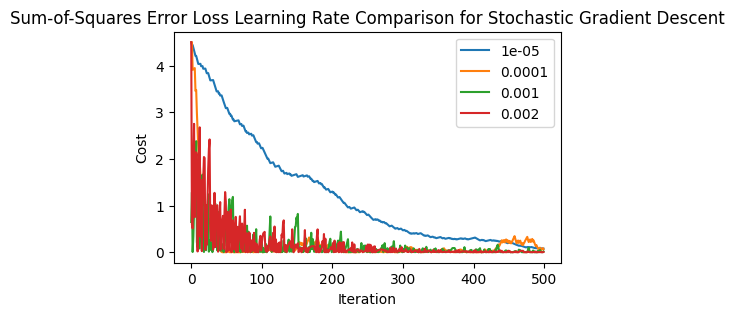 Sum-of-Squares Error Loss Learning Rate Comparison for Stochastic Gradient Descent
1e-05
0.0001
0.001
0.002
Cost
4
3
2
1
0
0 100 200 300 400 500
Iteration